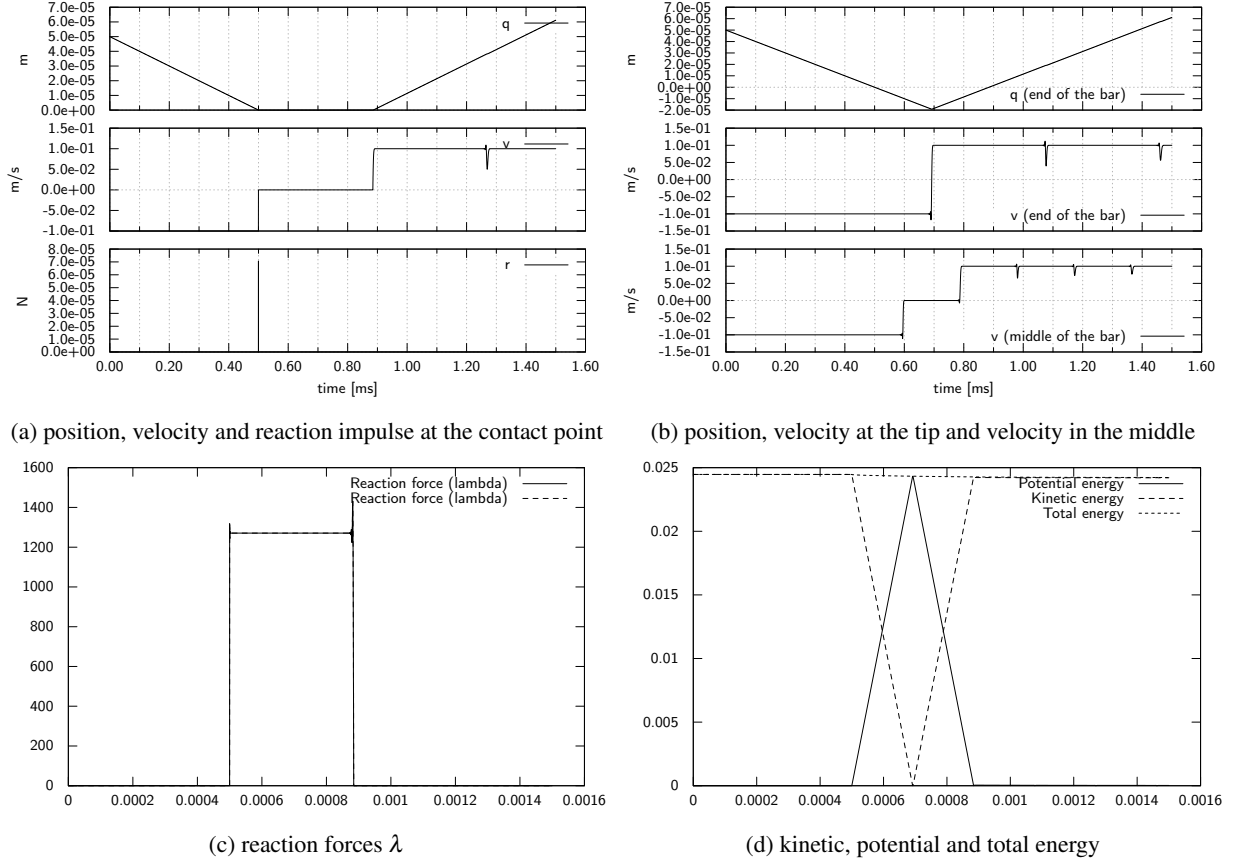 7.0e-05
6.0e-05
5.0e-05
4.0e-05
3.0e-05
2.0e-05
1.0e-05
0.0e+00
m
q
1.5e-01
1.0e-01
5.0e-02
0.0e+00
-5.0e-02
-1.0e-01
-1.5e-01
m/s
v
8.0e-05
7.0e-05
6.0e-05
5.0e-05
4.0e-05
3.0e-05
2.0e-05
1.0e-05
0.0e+00
N
r
0.00 0.20 0.40 0.60 0.80 1.00 1.20 1.40 1.60
time [ms]
(a) position, velocity and reaction impulse at the contact point
7.0e-05
6.0e-05
5.0e-05
4.0e-05
3.0e-05
2.0e-05
1.0e-05
0.0e+00
-1.0e-05
-2.0e-05
m
q (end of the bar)
1.5e-01
1.0e-01
5.0e-02
0.0e+00
-5.0e-02
-1.0e-01
-1.5e-01
m/s
v (end of the bar)
1.5e-01
1.0e-01
5.0e-02
0.0e+00
-5.0e-02
-1.0e-01
-1.5e-01
m/s
v (middle of the bar)
0.00 0.20 0.40 0.60 0.80 1.00 1.20 1.40 1.60
time [ms]
(b) position, velocity at the tip and velocity in the middle
1600
1400
1200
1000
800
600
400
200
0
Reaction force (lambda)
Reaction force (lambda)
0 0.0002 0.0004 0.0006 0.0008 0.001 0.0012 0.0014 0.0016
(c) reaction forces λ
0.025
0.02
0.015
0.01
0.005
0
Potential energy
Kinetic energy
Total energy
0 0.0002 0.0004 0.0006 0.0008 0.001 0.0012 0.0014 0.0016
(d) kinetic, potential and total energy